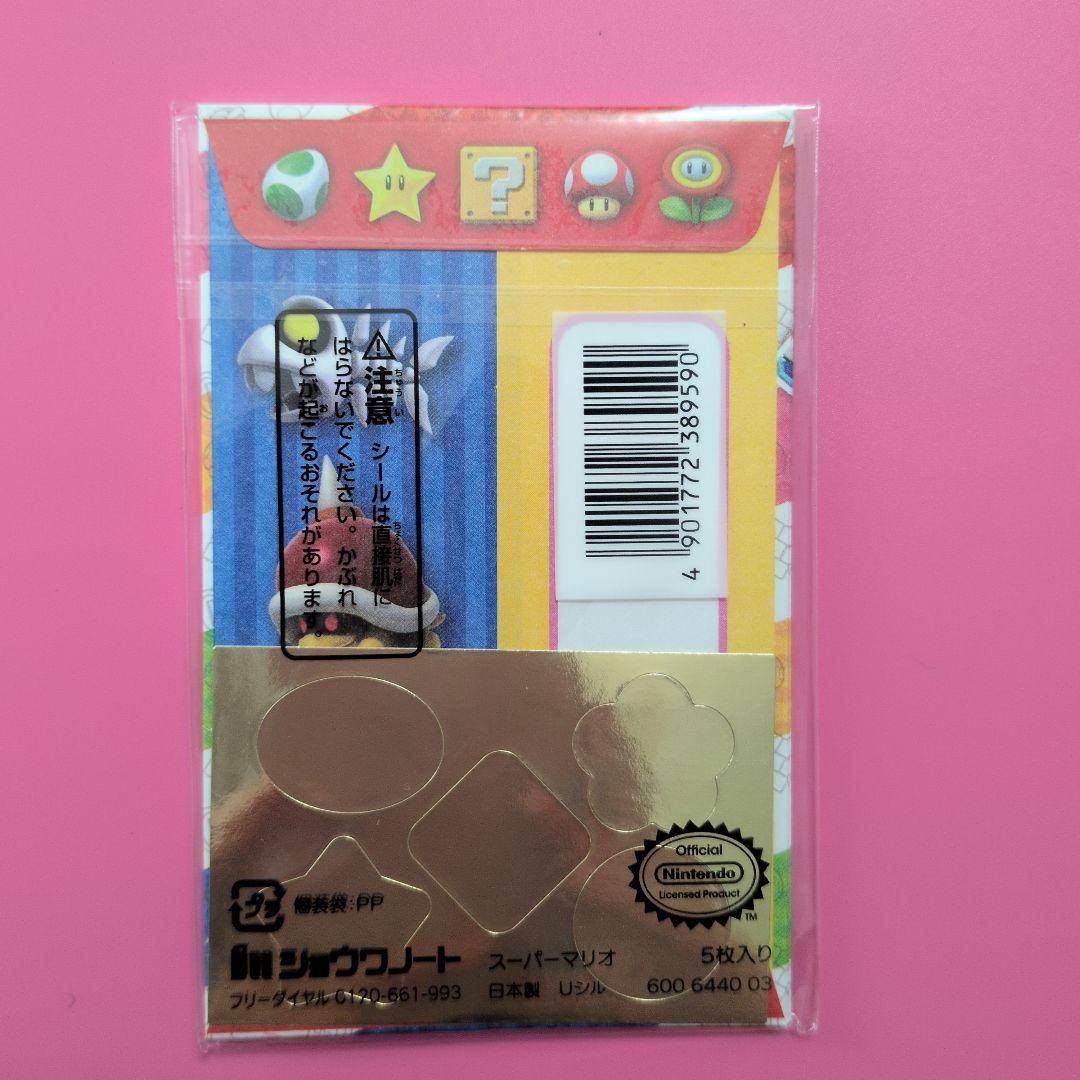 ?
⚠注意 シールは直接肌に
はらないでください。かぶれ
などが起こるおそれがあります。
4 901772 389590
Official
Nintendo
Licensed Product
TM
プラ
個装袋:PP
ショウワノート
スーパーマリオ
5枚入り
フリーダイヤル 0120-661-993
日本製 Uシル
600 6440 03